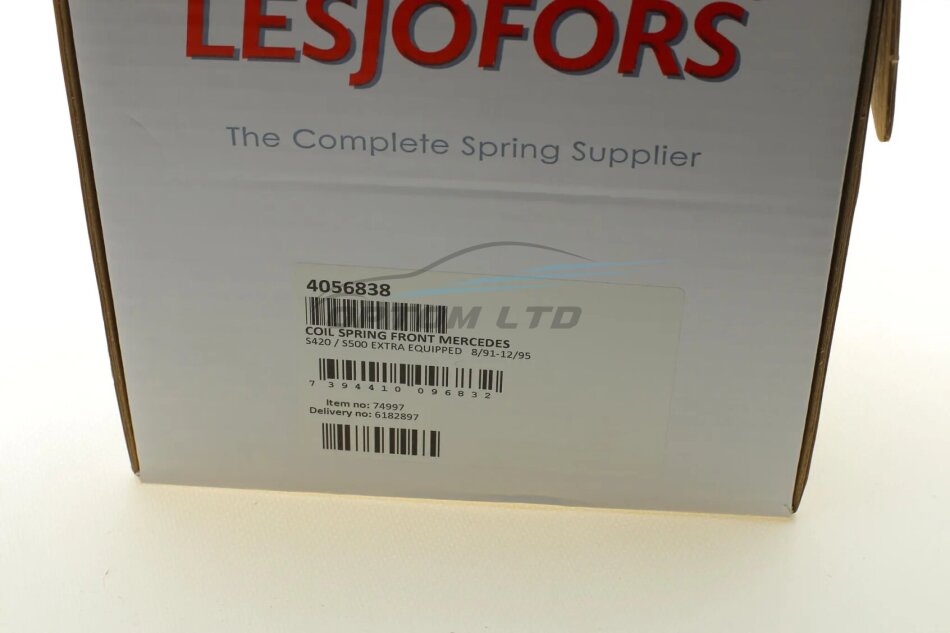 LESJOFORS
The Complete Spring Supplier
4056838
OPTOM LTD
COIL SPRING FRONT MERCEDES
S420 / S500 EXTRA EQUIPPED 8/91-12/95
7 394410 096832
Item no: 74997
Delivery no: 6182897